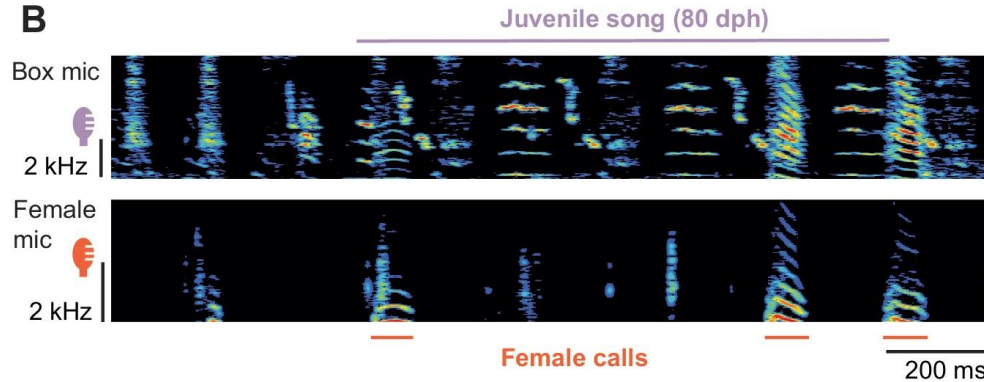 B
Juvenile song (80 dph)
Box mic
2 kHz
Female
mic
2 kHz
Female calls
200 ms